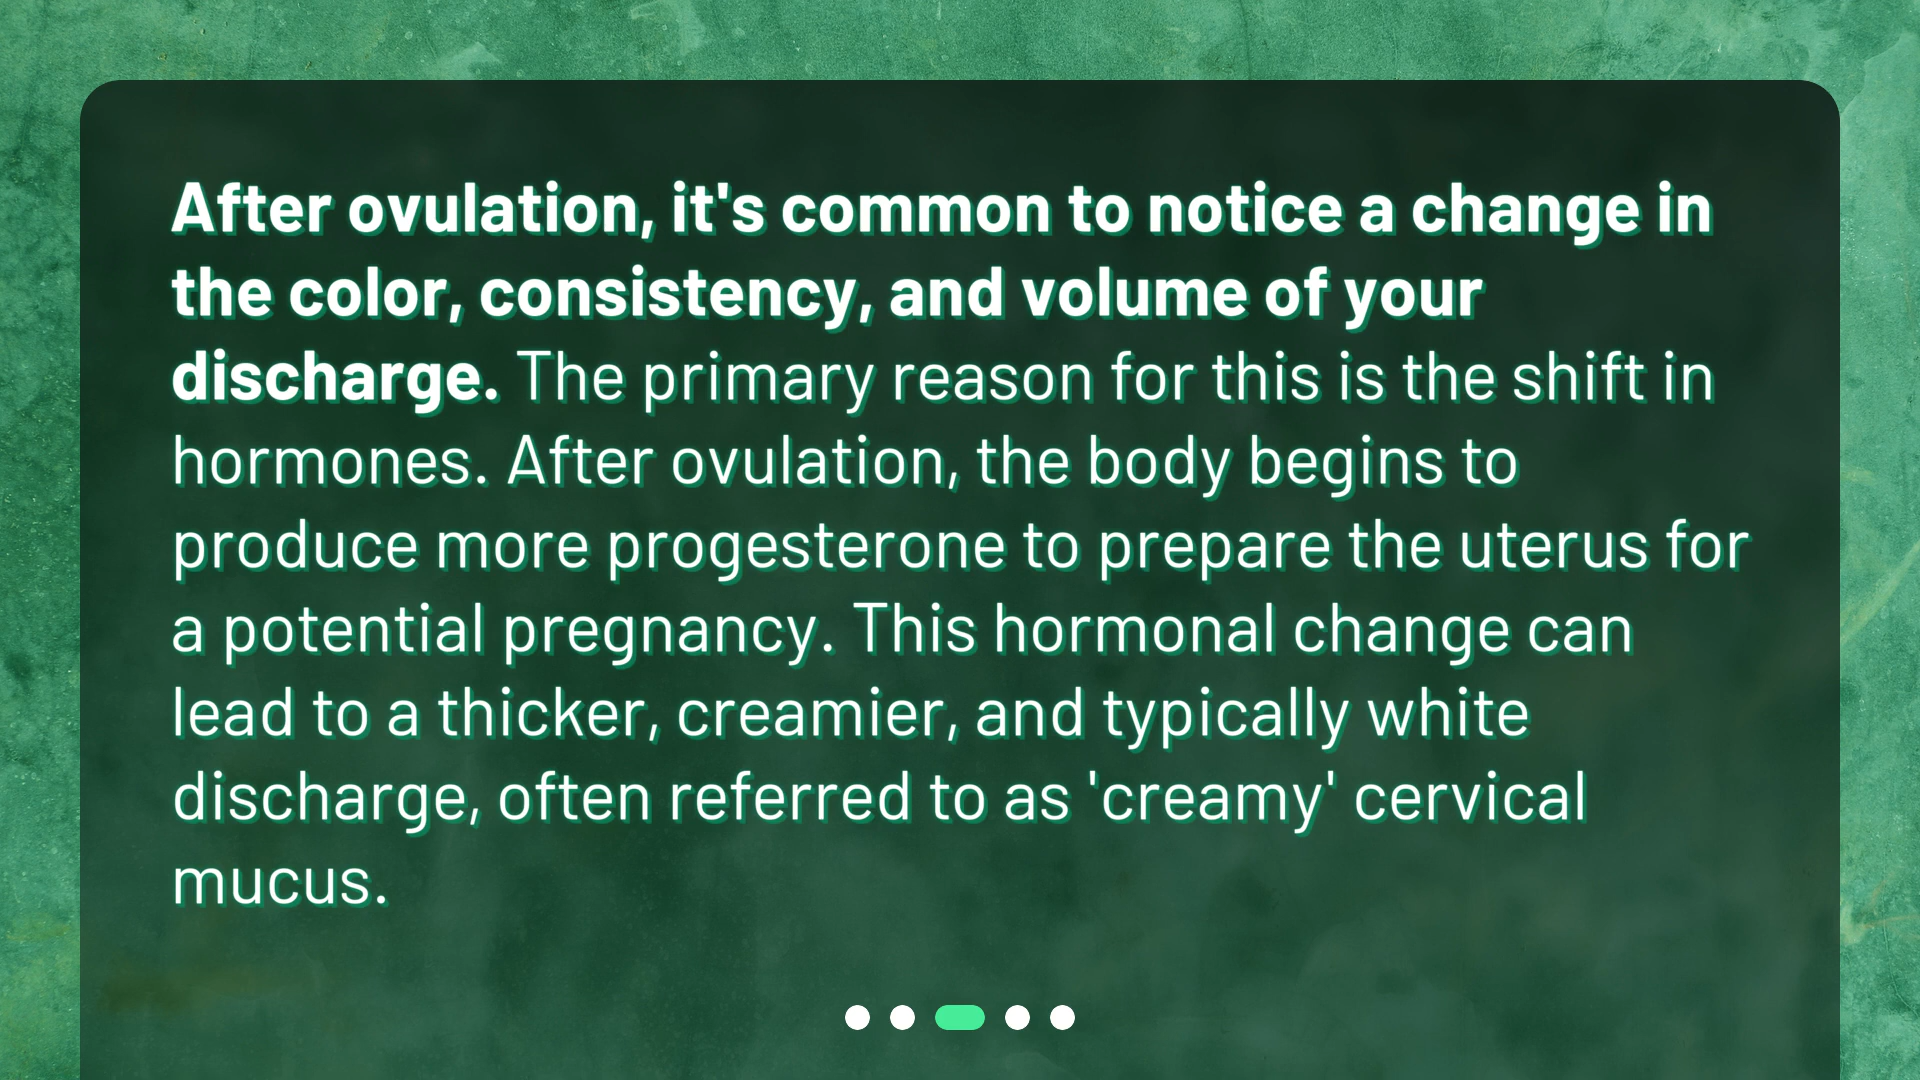 After ovulation, it's common to notice a change in
the color, consistency, and volume of your
discharge. The primary reason for this is the shift in
hormones. After ovulation, the body begins to
produce more progesterone to prepare the uterus for
a potential pregnancy. This hormonal change can
lead to a thicker, creamier, and typically white
discharge, often referred to as 'creamy' cervical
mucus.